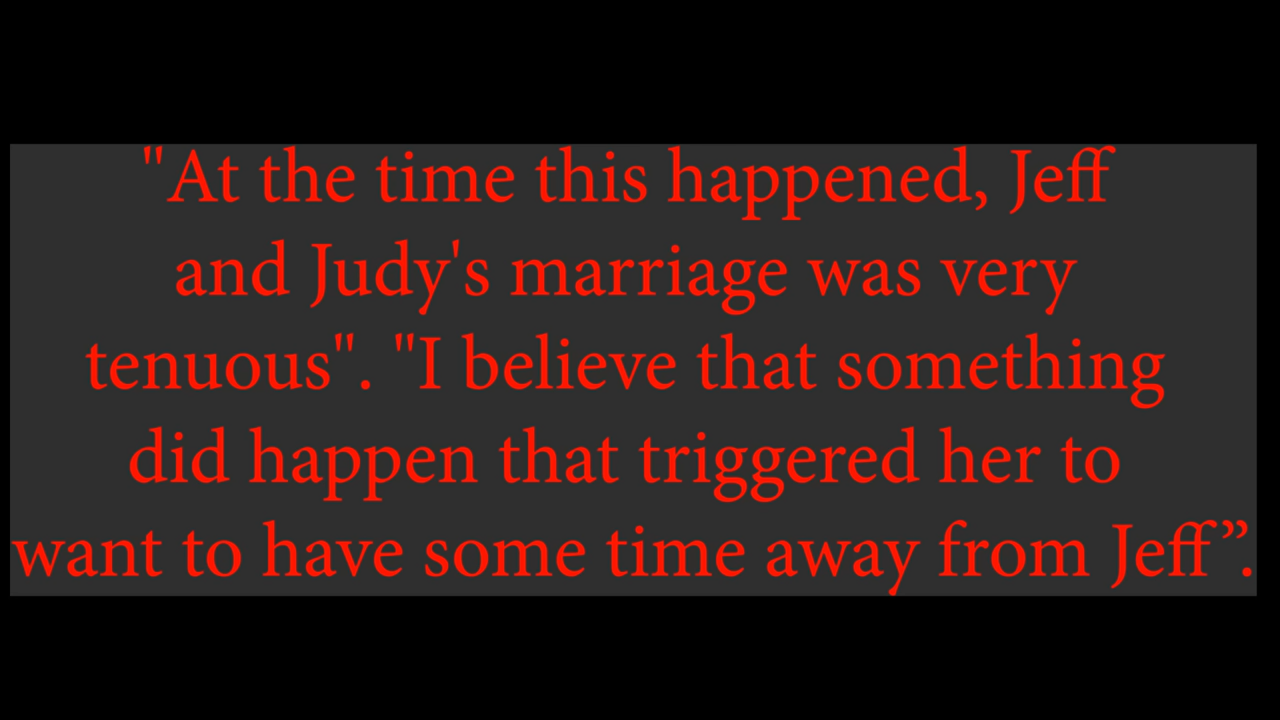 "At the time this happened, Jeff
and Judy's marriage was very
tenuous". "I believe that something
did happen that triggered her to
want to have some time away from Jeff”.